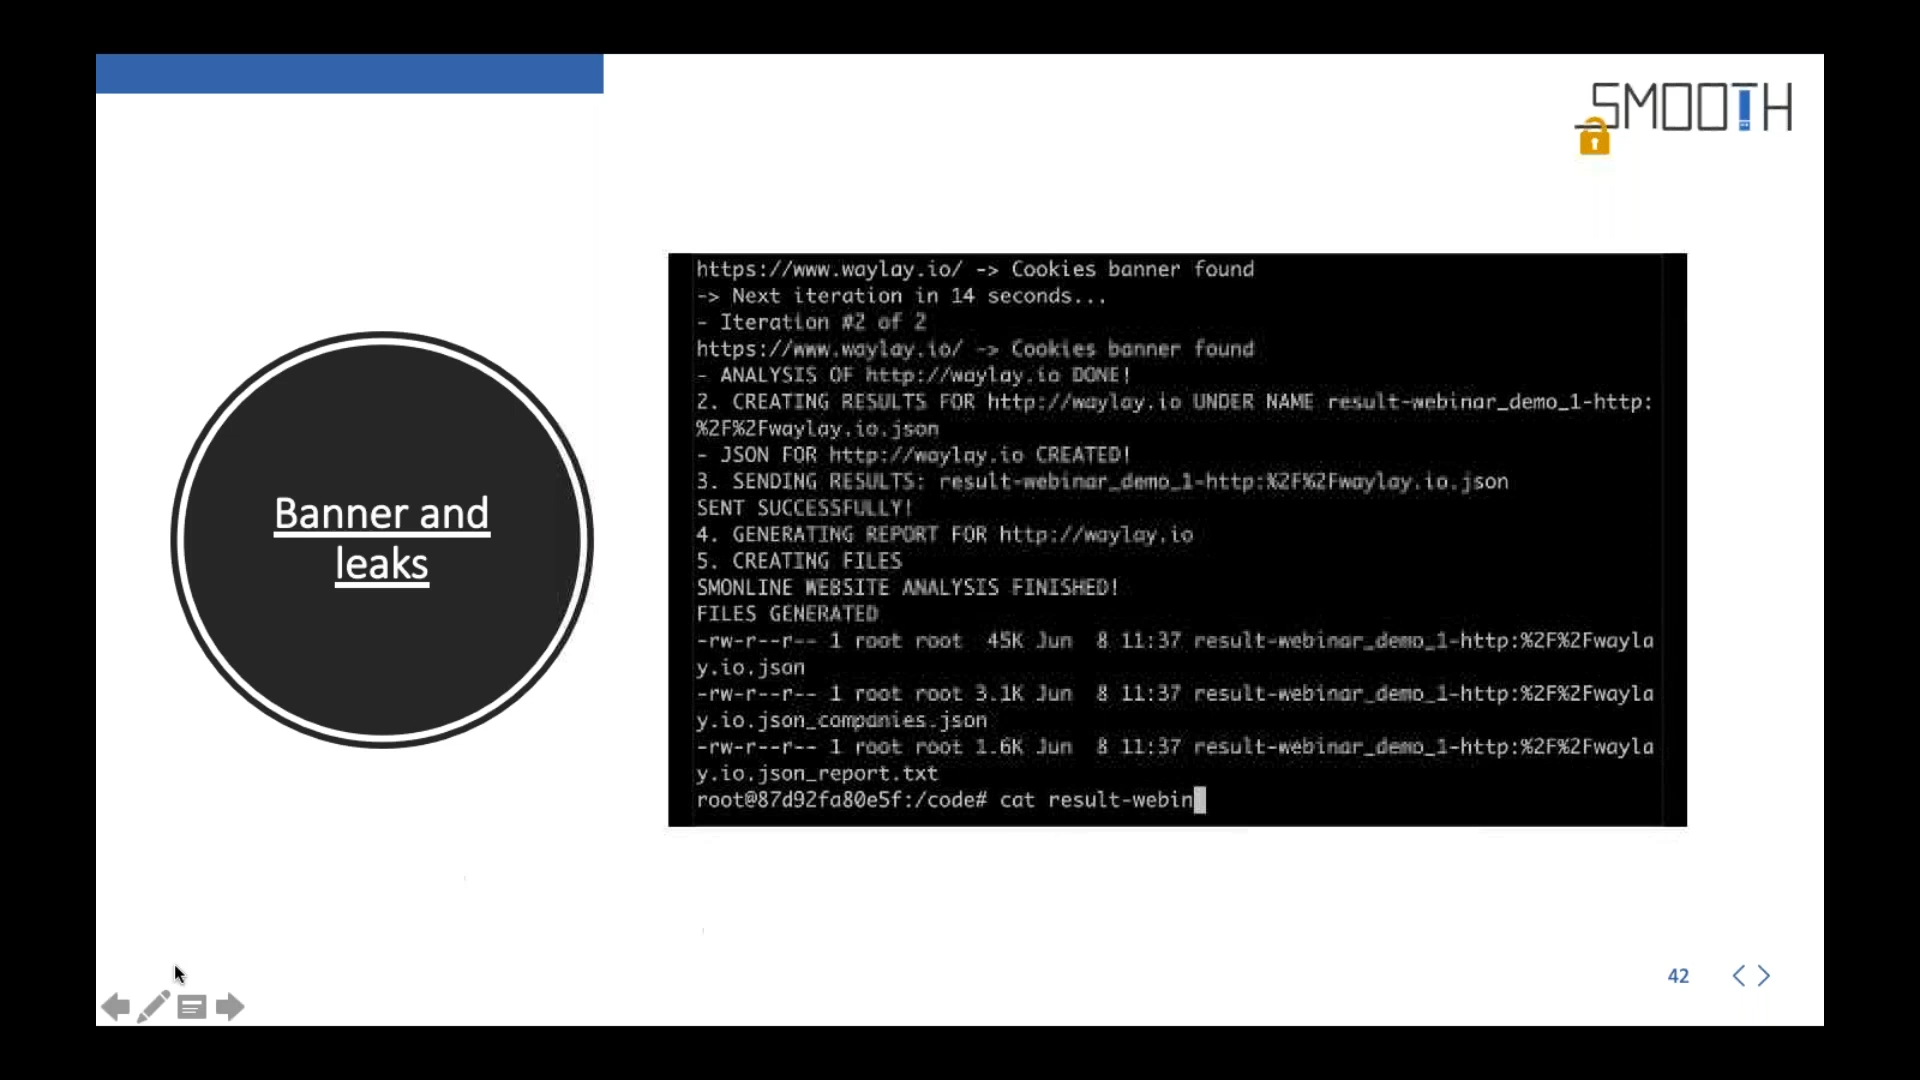 SMOOTH
Banner and
leaks
https://www.waylay.io/ -> Cookies banner found
-> Next iteration in 14 seconds...
- Iteration #2 of 2
https://www.waylay.io/ -> Cookies banner found
- ANALYSIS OF http://waylay.io DONE!
2. CREATING RESULTS FOR http://waylay.io UNDER NAME result-webinar_demo_1-http:
%2F%2Fwaylay.io.json
- JSON FOR http://waylay.io CREATED!
3. SENDING RESULTS: result-webinar_demo_1-http:%2F%2Fwaylay.io.json
SENT SUCCESSFULLY!
4. GENERATING REPORT FOR http://waylay.io
5. CREATING FILES
SMONLINE WEBSITE ANALYSIS FINISHED!
FILES GENERATED
-rw-r--r-- 1 root root  45K Jun  8 11:37 result-webinar_demo_1-http:%2F%2Fwayla
y.io.json
-rw-r--r-- 1 root root 3.1K Jun  8 11:37 result-webinar_demo_1-http:%2F%2Fwayla
y.io.json_companies.json
-rw-r--r-- 1 root root 1.6K Jun  8 11:37 result-webinar_demo_1-http:%2F%2Fwayla
y.io.json_report.txt
root@87d92fa80e5f:/code# cat result-webin
42